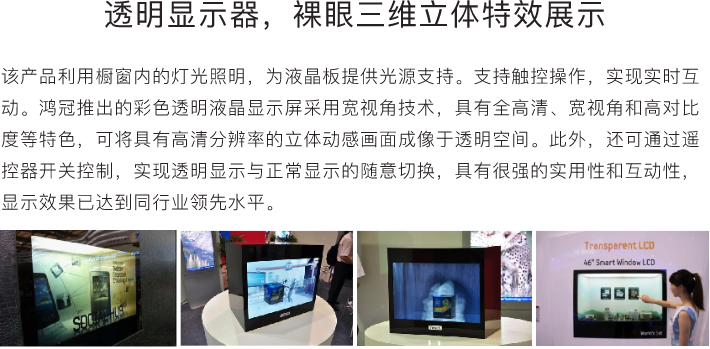 透明显示器，裸眼三维立体特效展示
该产品利用橱窗内的灯光照明，为液晶板提供光源支持。支持触控操作，实现实时互
动。鸿冠推出的彩色透明液晶显示屏采用宽视角技术，具有全高清、宽视角和高对比
度等特色，可将具有高清分辨率的立体动感画面成像于透明空间。此外，还可通过遥
控器开关控制，实现透明显示与正常显示的随意切换，具有很强的实用性和互动性，
显示效果已达到同行业领先水平。
Transparent LCD
46" Smart Window LCD